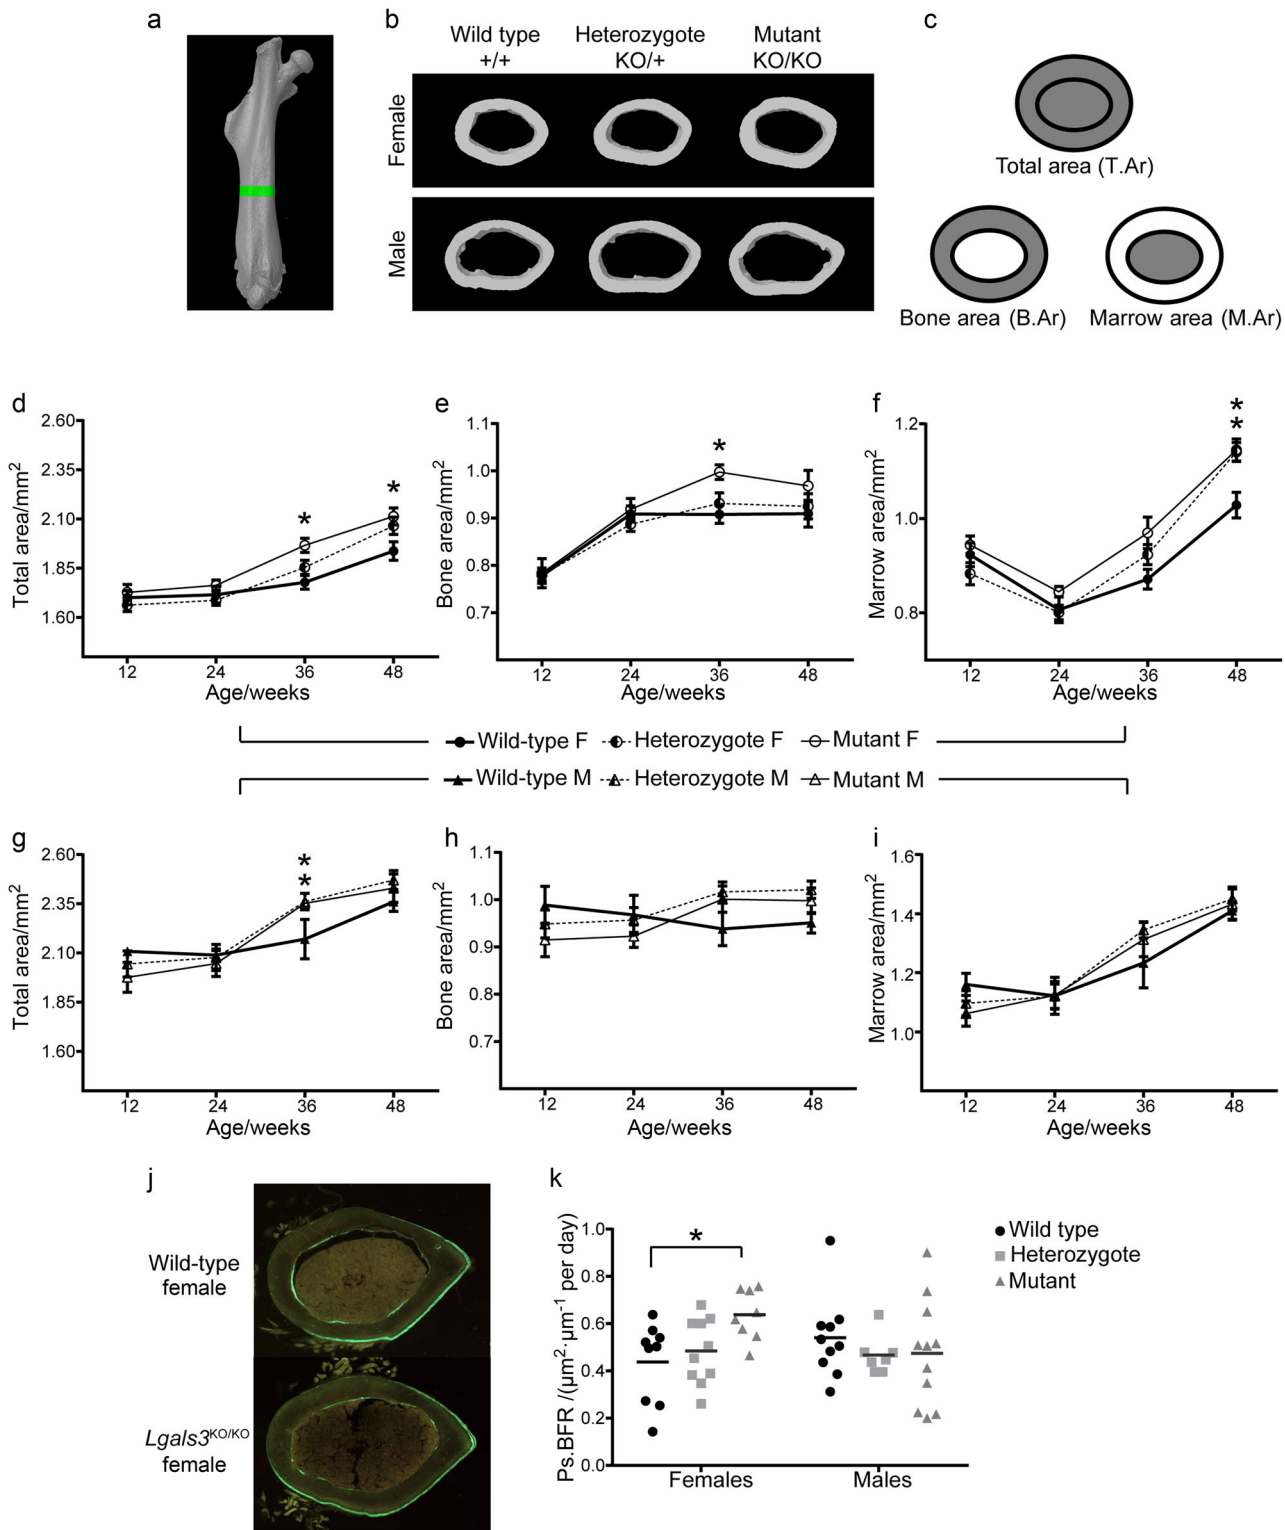 a
b
Wild type
+/+
Heterozygote
KO/+
Mutant
KO/KO
Female
Male
c
Total area (T.Ar)
Bone area (B.Ar)
Marrow area (M.Ar)
d
Total area/mm²
2.60
2.35
2.10
1.85
1.60
*
*
12
24
36
48
Age/weeks
e
Bone area/mm²
1.1
1.0
0.9
0.8
0.7
*
12
24
36
48
Age/weeks
f
Marrow area/mm²
1.2
1.0
0.8
*
*
12
24
36
48
Age/weeks
Wild-type F
Heterozygote F
Mutant F
Wild-type M
Heterozygote M
Mutant M
g
Total area/mm²
2.60
2.35
2.10
1.85
1.60
*
*
12
24
36
48
Age/weeks
h
Bone area/mm²
1.1
1.0
0.9
0.8
0.7
12
24
36
48
Age/weeks
i
Marrow area/mm²
1.6
1.4
1.2
1.0
12
24
36
48
Age/weeks
j
Wild-type
female
Lgals3ᴷᴼ/ᴷᴼ
female
k
Ps.BFR /(µm²·µm⁻¹ per day)
1.0
0.8
0.6
0.4
0.2
0.0
*
Females
Males
Wild type
Heterozygote
Mutant